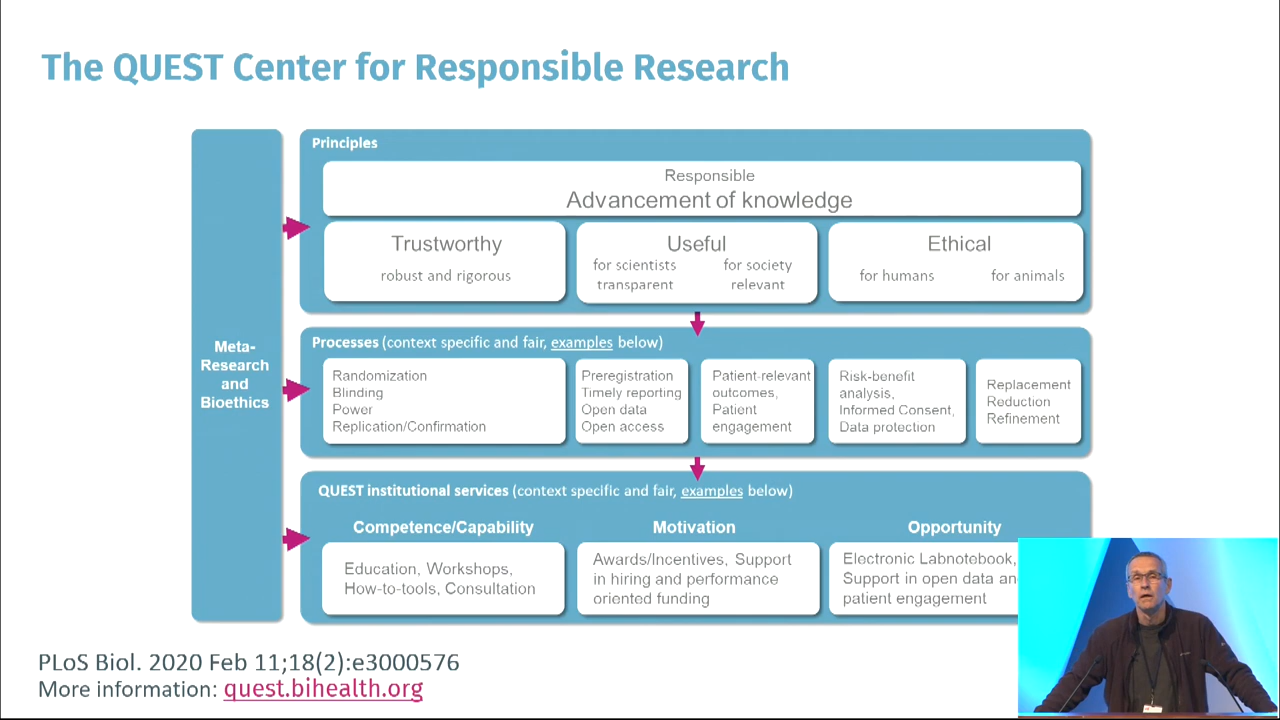 The QUEST Center for Responsible Research
Meta-
Research
and
Bioethics
Principles
Responsible
Advancement of knowledge
Trustworthy
robust and rigorous
Useful
for scientists
transparent
for society
relevant
Ethical
for humans
for animals
Processes (context specific and fair, examples below)
Randomization
Blinding
Power
Replication/Confirmation
Preregistration
Timely reporting
Open data
Open access
Patient-relevant
outcomes,
Patient
engagement
Risk-benefit
analysis,
Informed Consent,
Data protection
Replacement
Reduction
Refinement
QUEST institutional services (context specific and fair, examples below)
Competence/Capability
Education, Workshops,
How-to-tools, Consultation
Motivation
Awards/Incentives, Support
in hiring and performance
oriented funding
Opportunity
Electronic Labnotebook,
Support in open data an
patient engagement
PLoS Biol. 2020 Feb 11;18(2):e3000576
More information: quest.bihealth.org